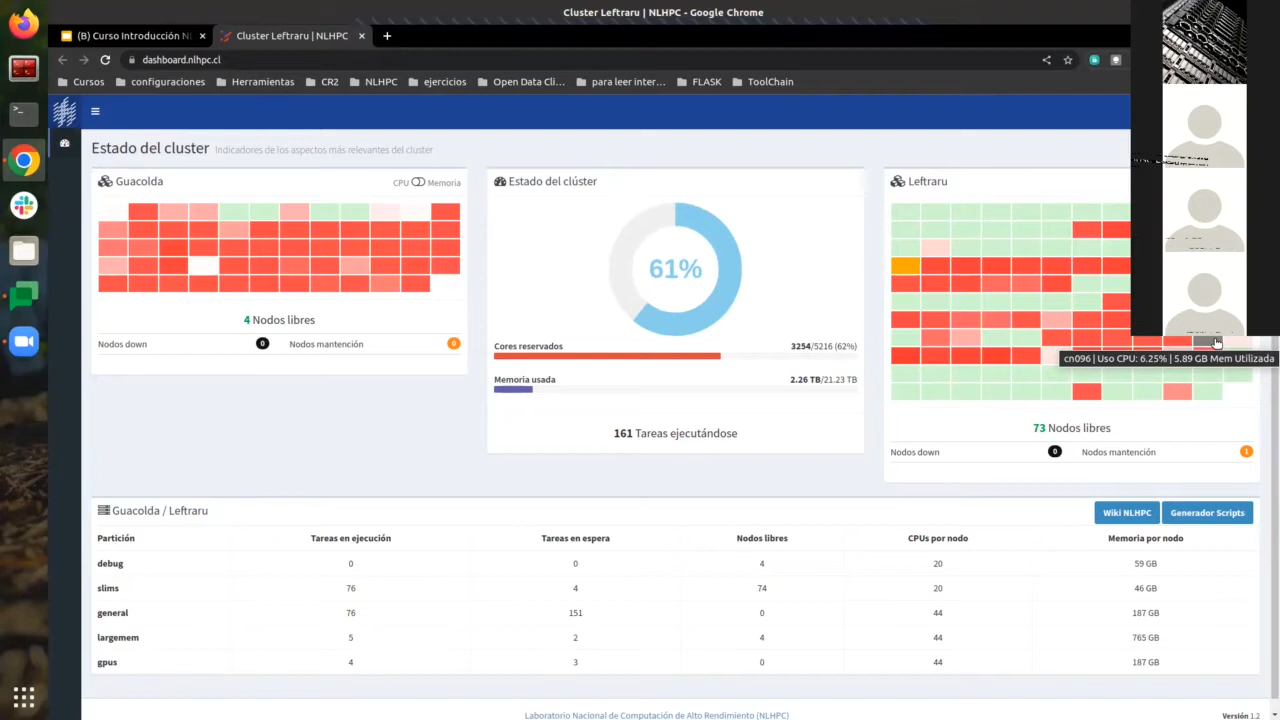 Cluster Leftraru | NLHPC - Google Chrome
(B) Curso Introducción NL
Cluster Leftraru | NLHPC
dashboard.nlhpc.cl
Cursos configuraciones Herramientas CR2 NLHPC ejercicios Open Data Cli... para leer inter... FLASK ToolChain
Estado del cluster Indicadores de los aspectos más relevantes del cluster
Guacolda
CPU Memoria
4 Nodos libres
Nodos down 0 Nodos mantención 0
Estado del clúster
61%
Cores reservados 3254/5216 (62%)
Memoria usada 2.26 TB/21.23 TB
161 Tareas ejecutándose
Leftraru
cn096 | Uso CPU: 6.25% | 5.89 GB Mem Utilizada
73 Nodos libres
Nodos down 0 Nodos mantención 1
Guacolda / Leftraru
Wiki NLHPC Generador Scripts
Partición Tareas en ejecución Tareas en espera Nodos libres CPUs por nodo Memoria por nodo
debug 0 0 4 20 59 GB
slims 76 4 74 20 46 GB
general 76 151 0 44 187 GB
largemem 5 2 4 44 765 GB
gpus 4 3 0 44 187 GB
Laboratorio Nacional de Computación de Alto Rendimiento (NLHPC)
Versión 1.2